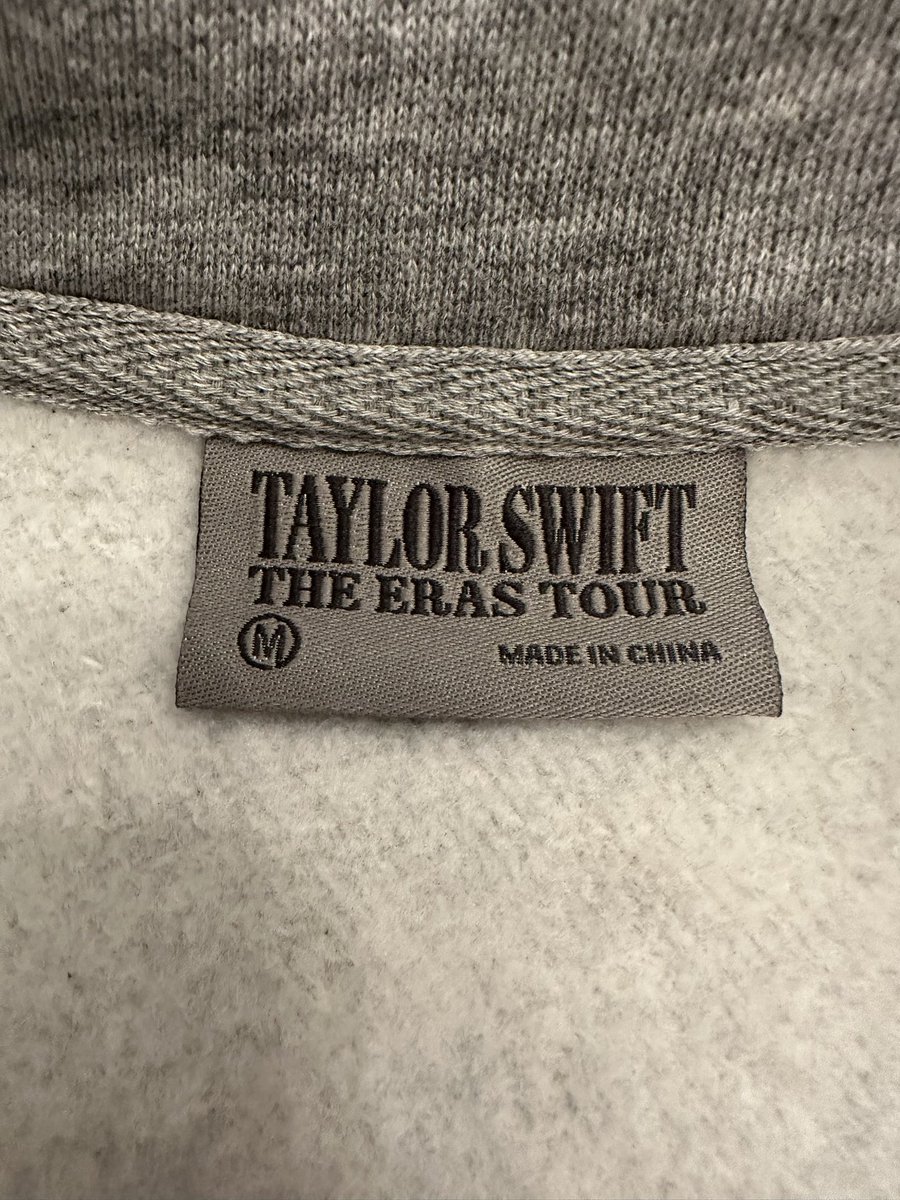 TAYLOR SWIFT
THE ERAS TOUR
M MADE IN CHINA